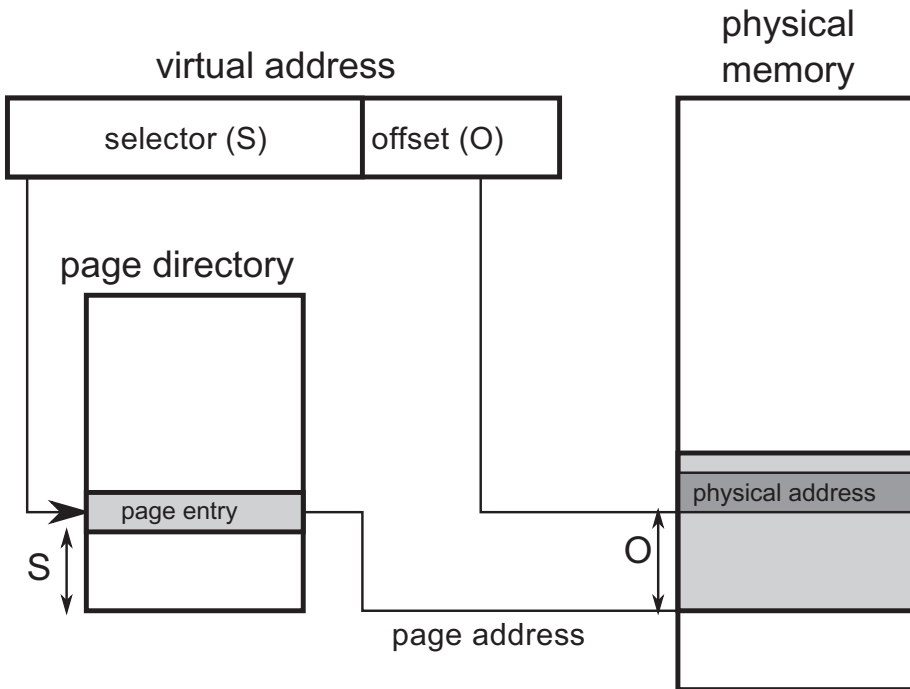 physical
memory
virtual address
selector (S)
offset (O)
page directory
page entry
physical address
S
O
page address